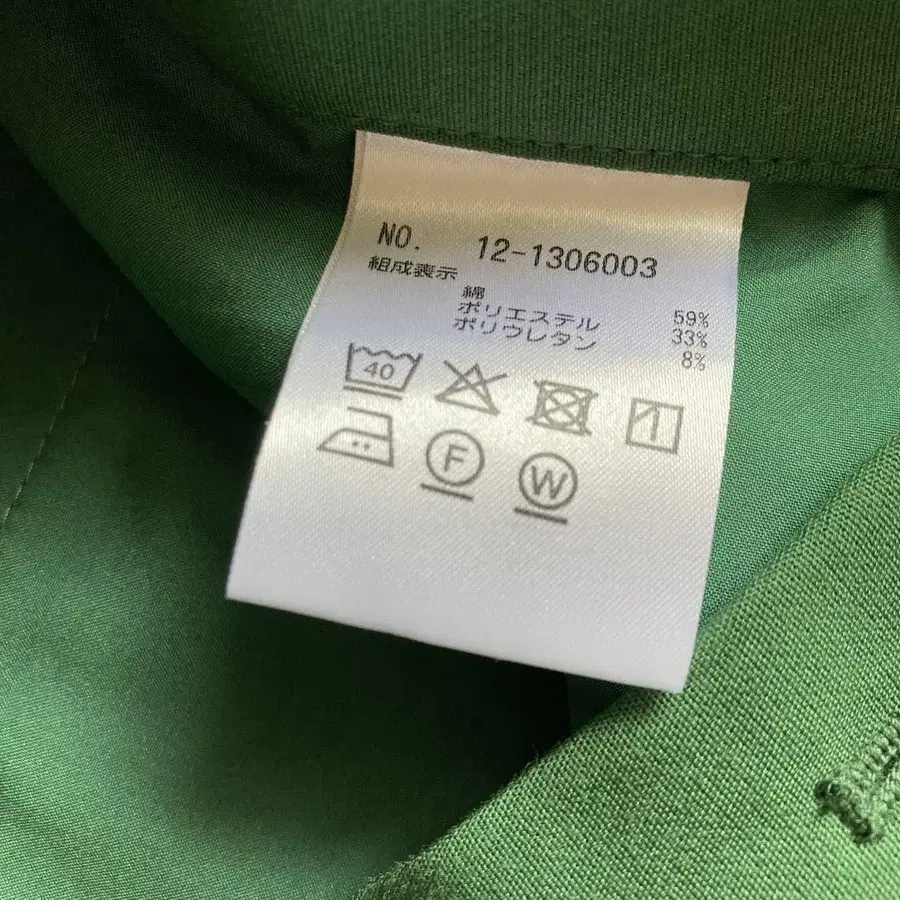 NO. 12-1306003
組成表示
綿 59%
ポリエステル 33%
ポリウレタン 8%
40
F W